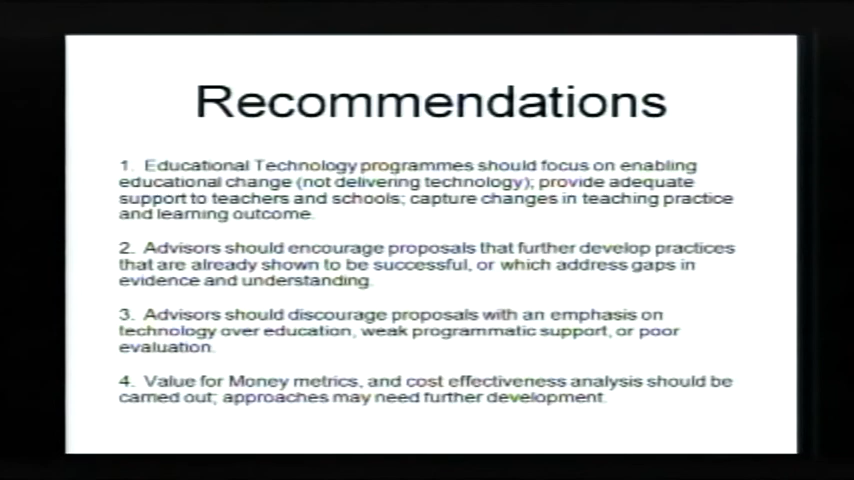 Recommendations
1. Educational Technology programmes should focus on enabling
educational change (not delivering technology); provide adequate
support to teachers and schools; capture changes in teaching practice
and learning outcome.
2. Advisors should encourage proposals that further develop practices
that are already shown to be successful, or which address gaps in
evidence and understanding.
3. Advisors should discourage proposals with an emphasis on
technology over education, weak programmatic support, or poor
evaluation.
4. Value for Money metrics, and cost effectiveness analysis should be
carried out; approaches may need further development.